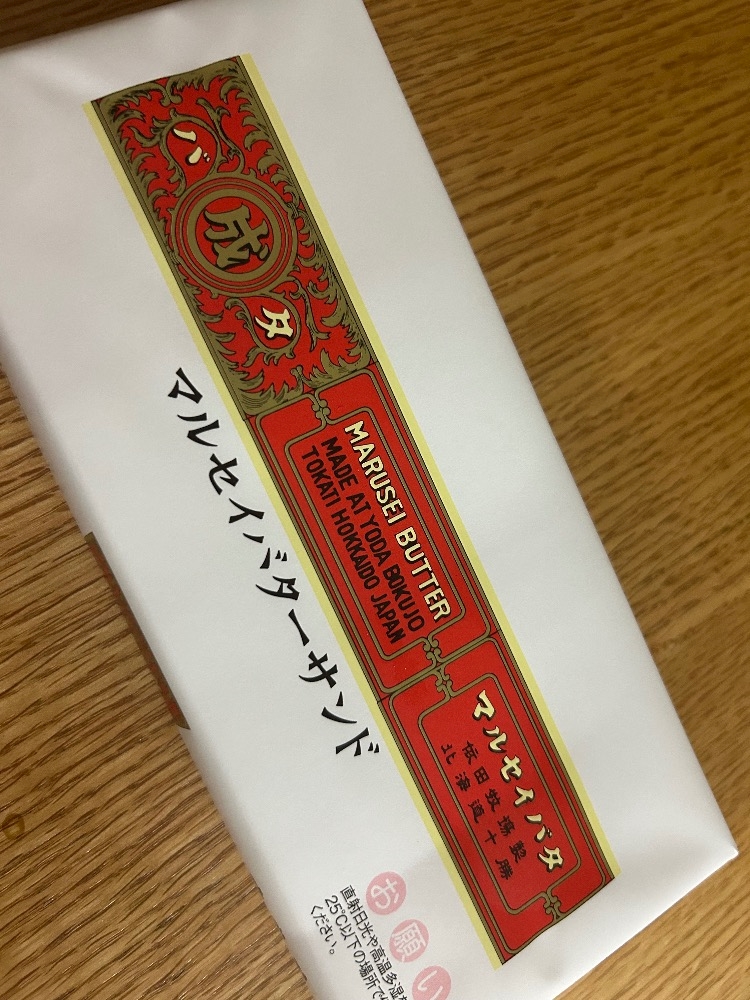 バ成タ
MARUSEI BUTTER
MADE AT YODA BOKUJO
TOKATI HOKKAIDO JAPAN
マルセイバタ
依田牧場製
北海道十勝
マルセイバターサンド
お願い
直射日光や高温多湿
25℃以下の場所で
ください。